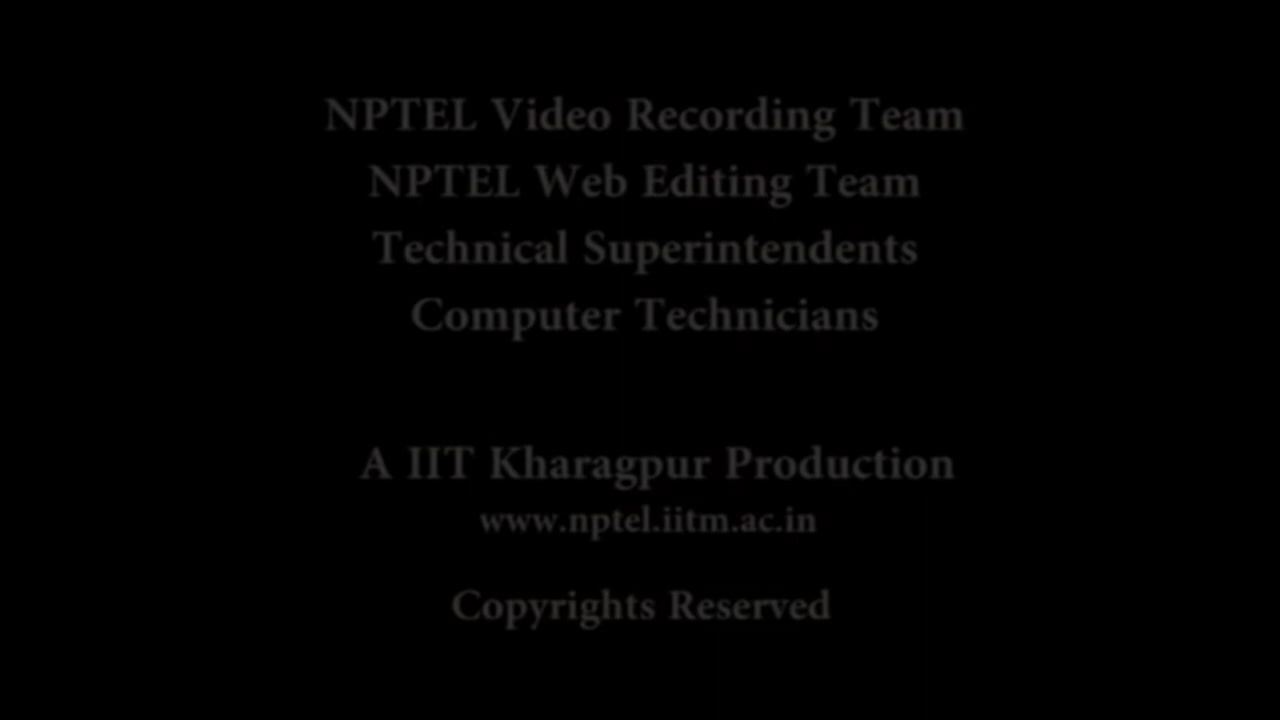 NPTEL Video Recording Team
NPTEL Web Editing Team
Technical Superintendents
Computer Technicians
A IIT Kharagpur Production
www.nptel.iitm.ac.in
Copyrights Reserved